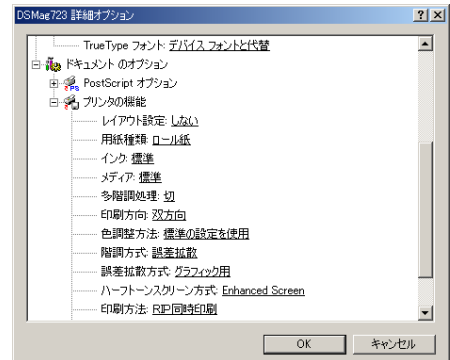 DSMag723 詳細オプション
TrueType フォント: デバイス フォントと代替
ドキュメント のオプション
PostScript オプション
プリンタの機能
レイアウト設定: しない
用紙種類: ロール紙
インク: 標準
メディア: 標準
多階調処理: 切
印刷方向: 双方向
色調整方法: 標準の設定を使用
階調方式: 誤差拡散
誤差拡散方式: グラフィック用
ハーフトーンスクリーン方式: Enhanced Screen
印刷方法: RIP同時印刷
OK キャンセル